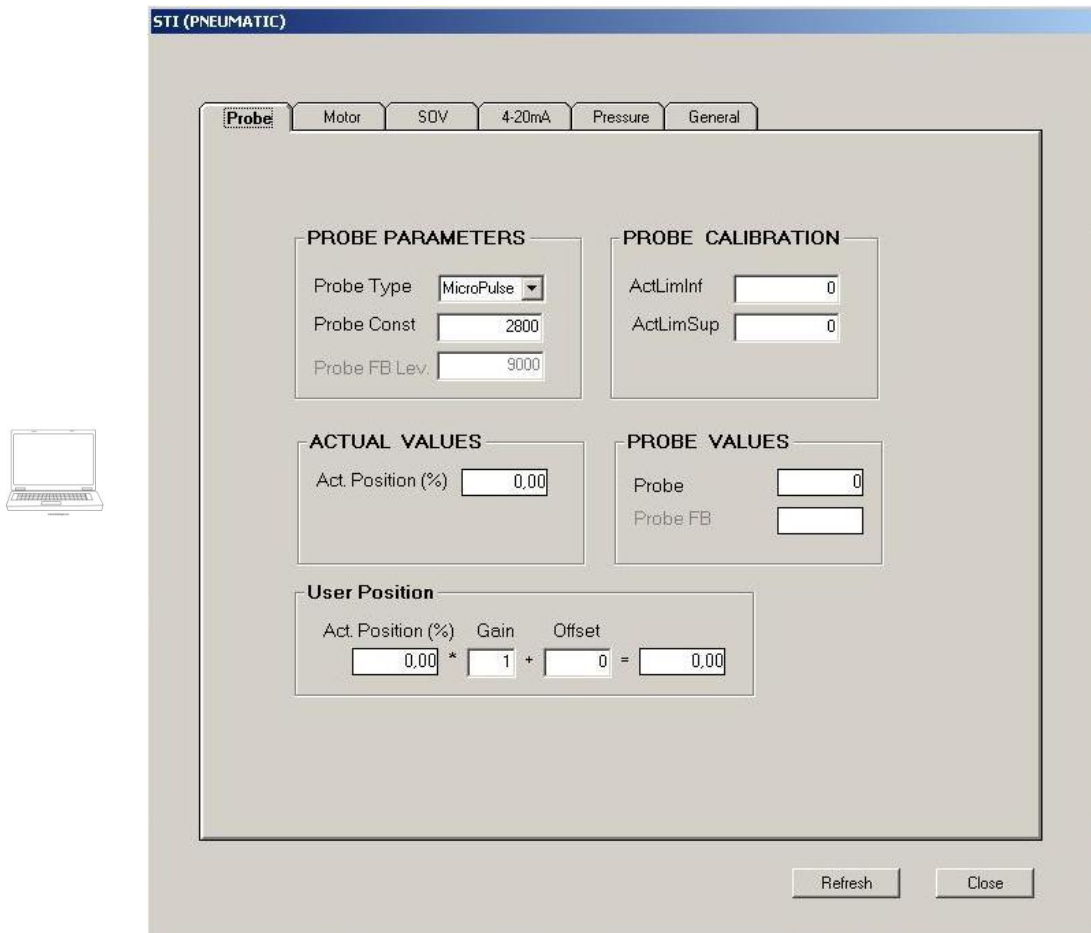 STI (PNEUMATIC)
Probe Motor SOV 4-20mA Pressure General
PROBE PARAMETERS
Probe Type MicroPulse
Probe Const 2800
Probe FB Lev. 9000
PROBE CALIBRATION
ActLimInf 0
ActLimSup 0
ACTUAL VALUES
Act. Position (%) 0,00
PROBE VALUES
Probe 0
Probe FB
User Position
Act. Position (%) Gain Offset
0,00 * 1 + 0 = 0,00
Refresh Close